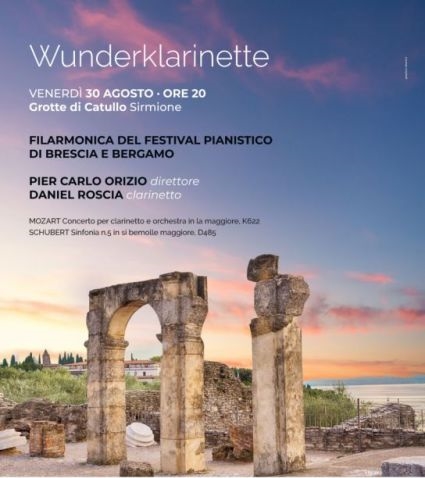 Wunderklarinette
VENERDÌ 30 AGOSTO · ORE 20
Grotte di Catullo Sirmione
FILARMONICA DEL FESTIVAL PIANISTICO
DI BRESCIA E BERGAMO
PIER CARLO ORIZIO direttore
DANIEL ROSCIA clarinetto
MOZART Concerto per clarinetto e orchestra in la maggiore, K622
SCHUBERT Sinfonia n.5 in si bemolle maggiore, D485